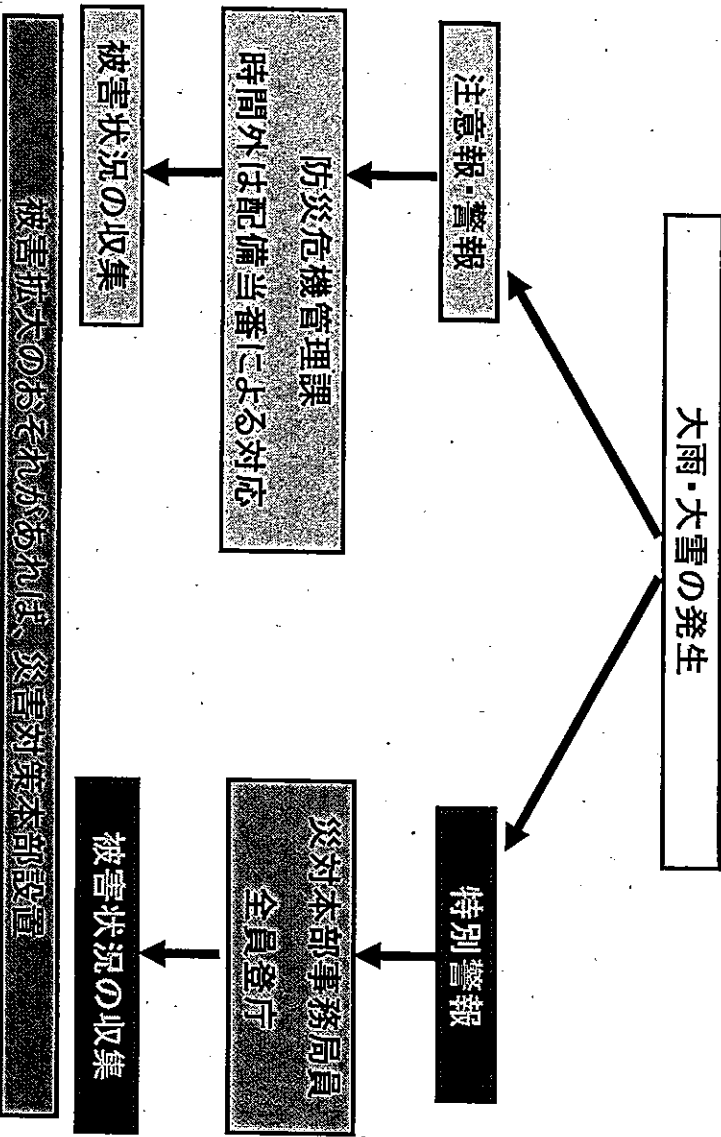 大雨・大雪の発生
注意報・警報
防災危機管理課
時間外は配備当番による対応
被害状況の収集
特別警報
災対本部事務局員
全員登庁
被害状況の収集
被害拡大のおそれがあれば、災害対策本部設置